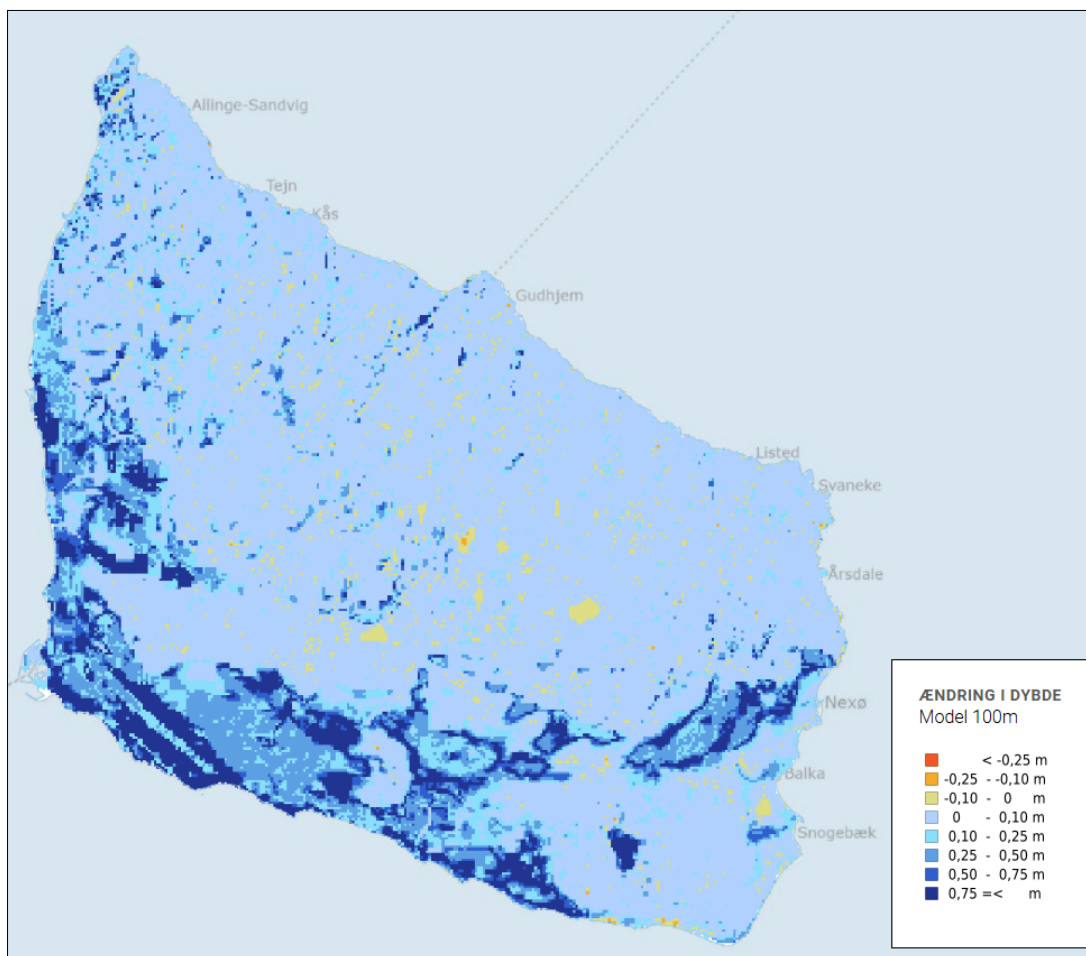 Allinge-Sandvig
Tejn
Kås
Gudhjem
Listed
Svaneke
Årsdale
Nexø
Balka
Snogebæk
ÆNDRING I DYBDE
Model 100m
< -0,25 m
-0,25 - -0,10 m
-0,10 - 0 m
0 - 0,10 m
0,10 - 0,25 m
0,25 - 0,50 m
0,50 - 0,75 m
0,75 =< m